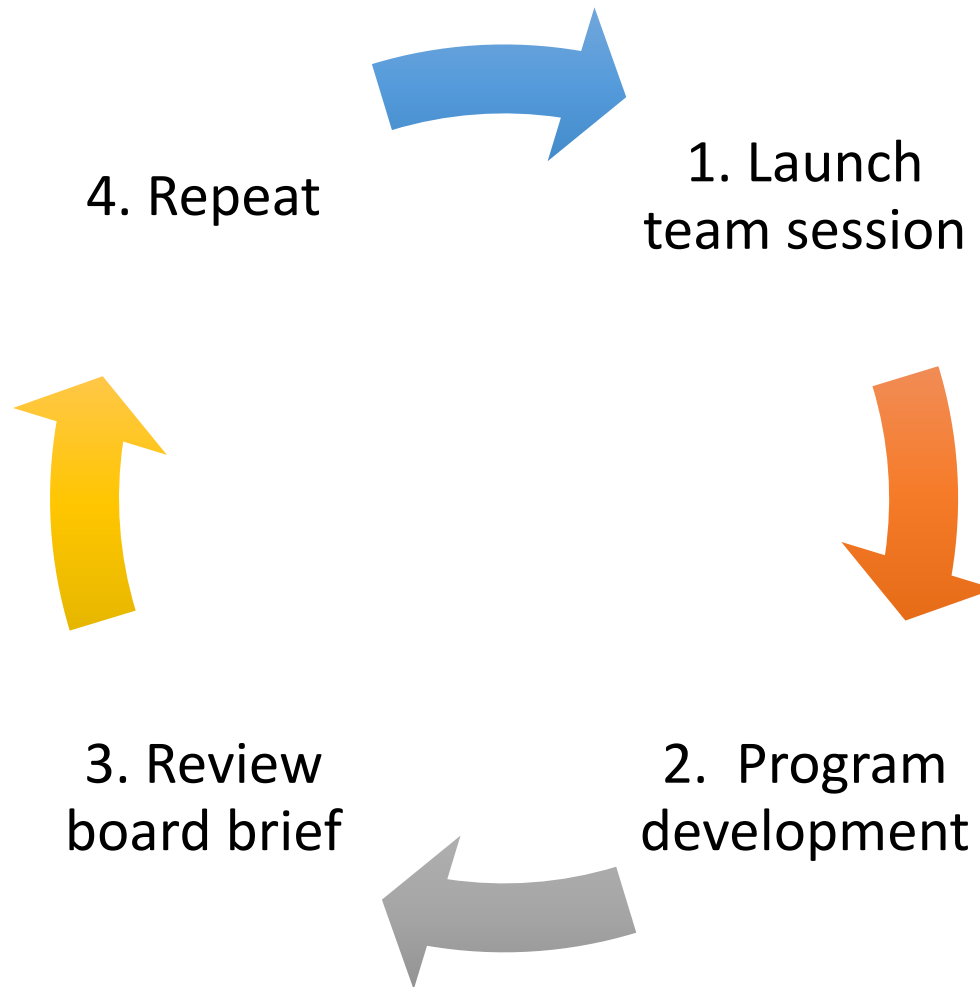 1. Launch
team session
2.  Program
development
3. Review
board brief
4. Repeat